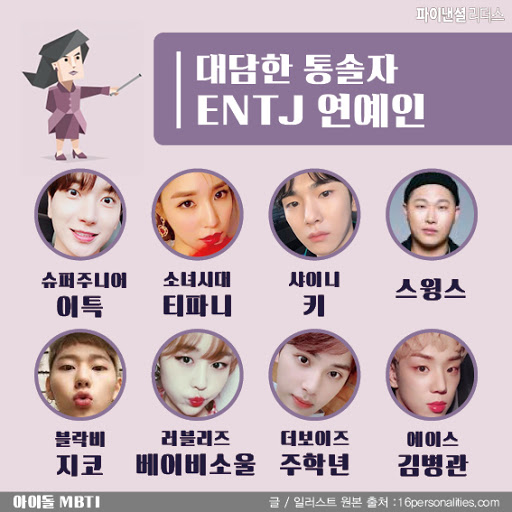 파이낸셜리더스
대담한 통솔자
ENTJ 연예인
슈퍼주니어
이특
소녀시대
티파니
샤이니
키
스윙스
블락비
지코
러블리즈
베이비소울
더보이즈
주학년
에이스
김병관
아이돌 MBTI
글 / 일러스트 원본 출처 :16personalities.com